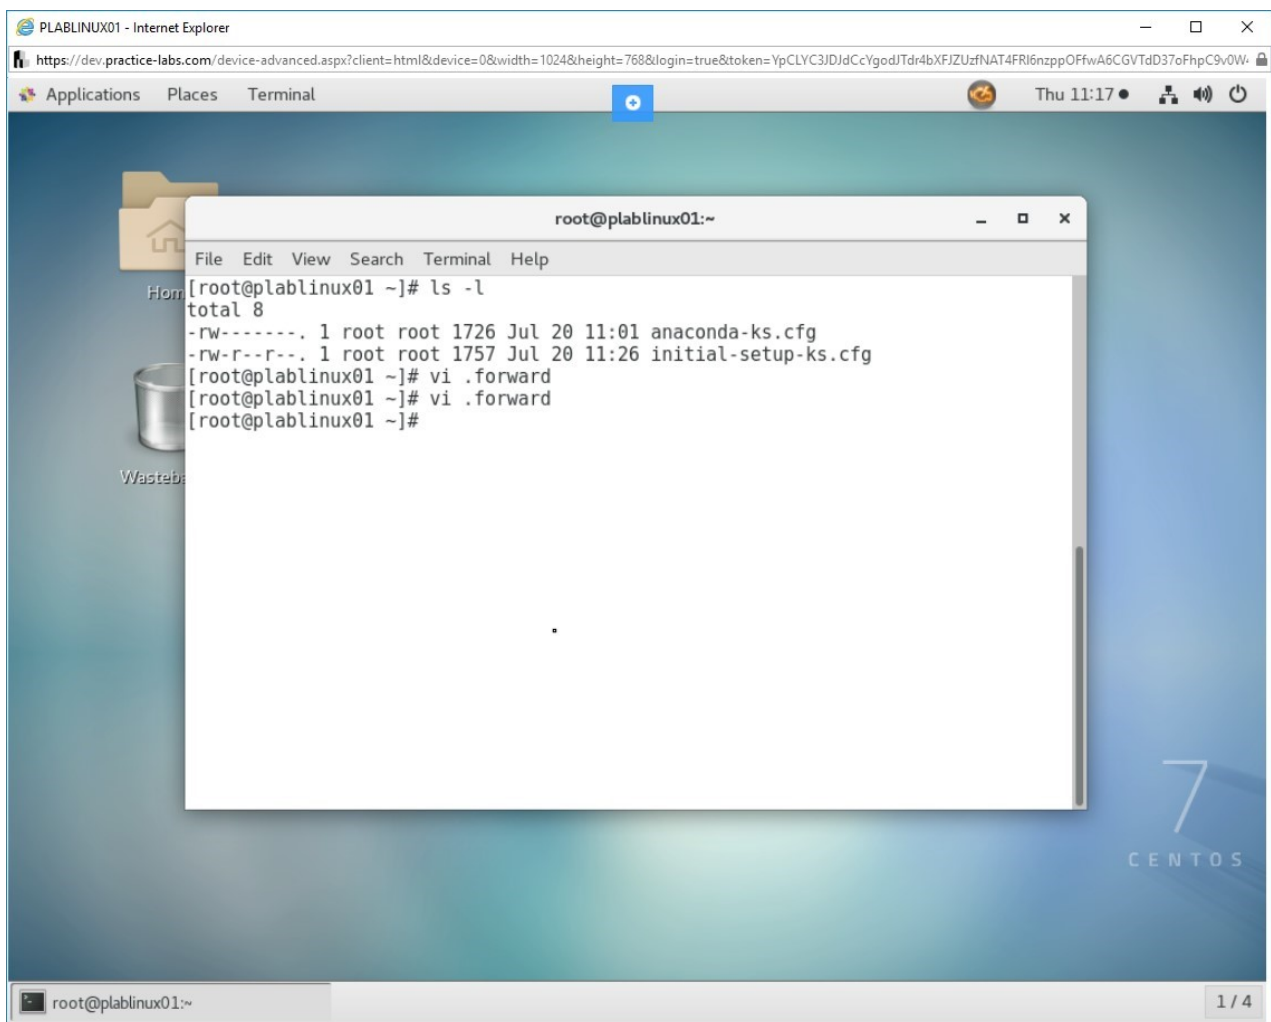 PLABLINUX01 - Internet Explorer
https://dev.practice-labs.com/device-advanced.aspx?client=html&device=0&width=1024&height=768&login=true&token=YpCLYC3JDJdCcYgodJTdr4bXFJZUzfNAT4FRI6nzppOFfwA6CGVTdD37oFhpC9v0W
Applications Places Terminal Thu 11:17
root@plablinux01:~
File Edit View Search Terminal Help
[root@plablinux01 ~]# ls -l
total 8
-rw-------. 1 root root 1726 Jul 20 11:01 anaconda-ks.cfg
-rw-r--r--. 1 root root 1757 Jul 20 11:26 initial-setup-ks.cfg
[root@plablinux01 ~]# vi .forward
[root@plablinux01 ~]# vi .forward
[root@plablinux01 ~]#
Hom
Wasteb
7
CENTOS
root@plablinux01:~
1 / 4